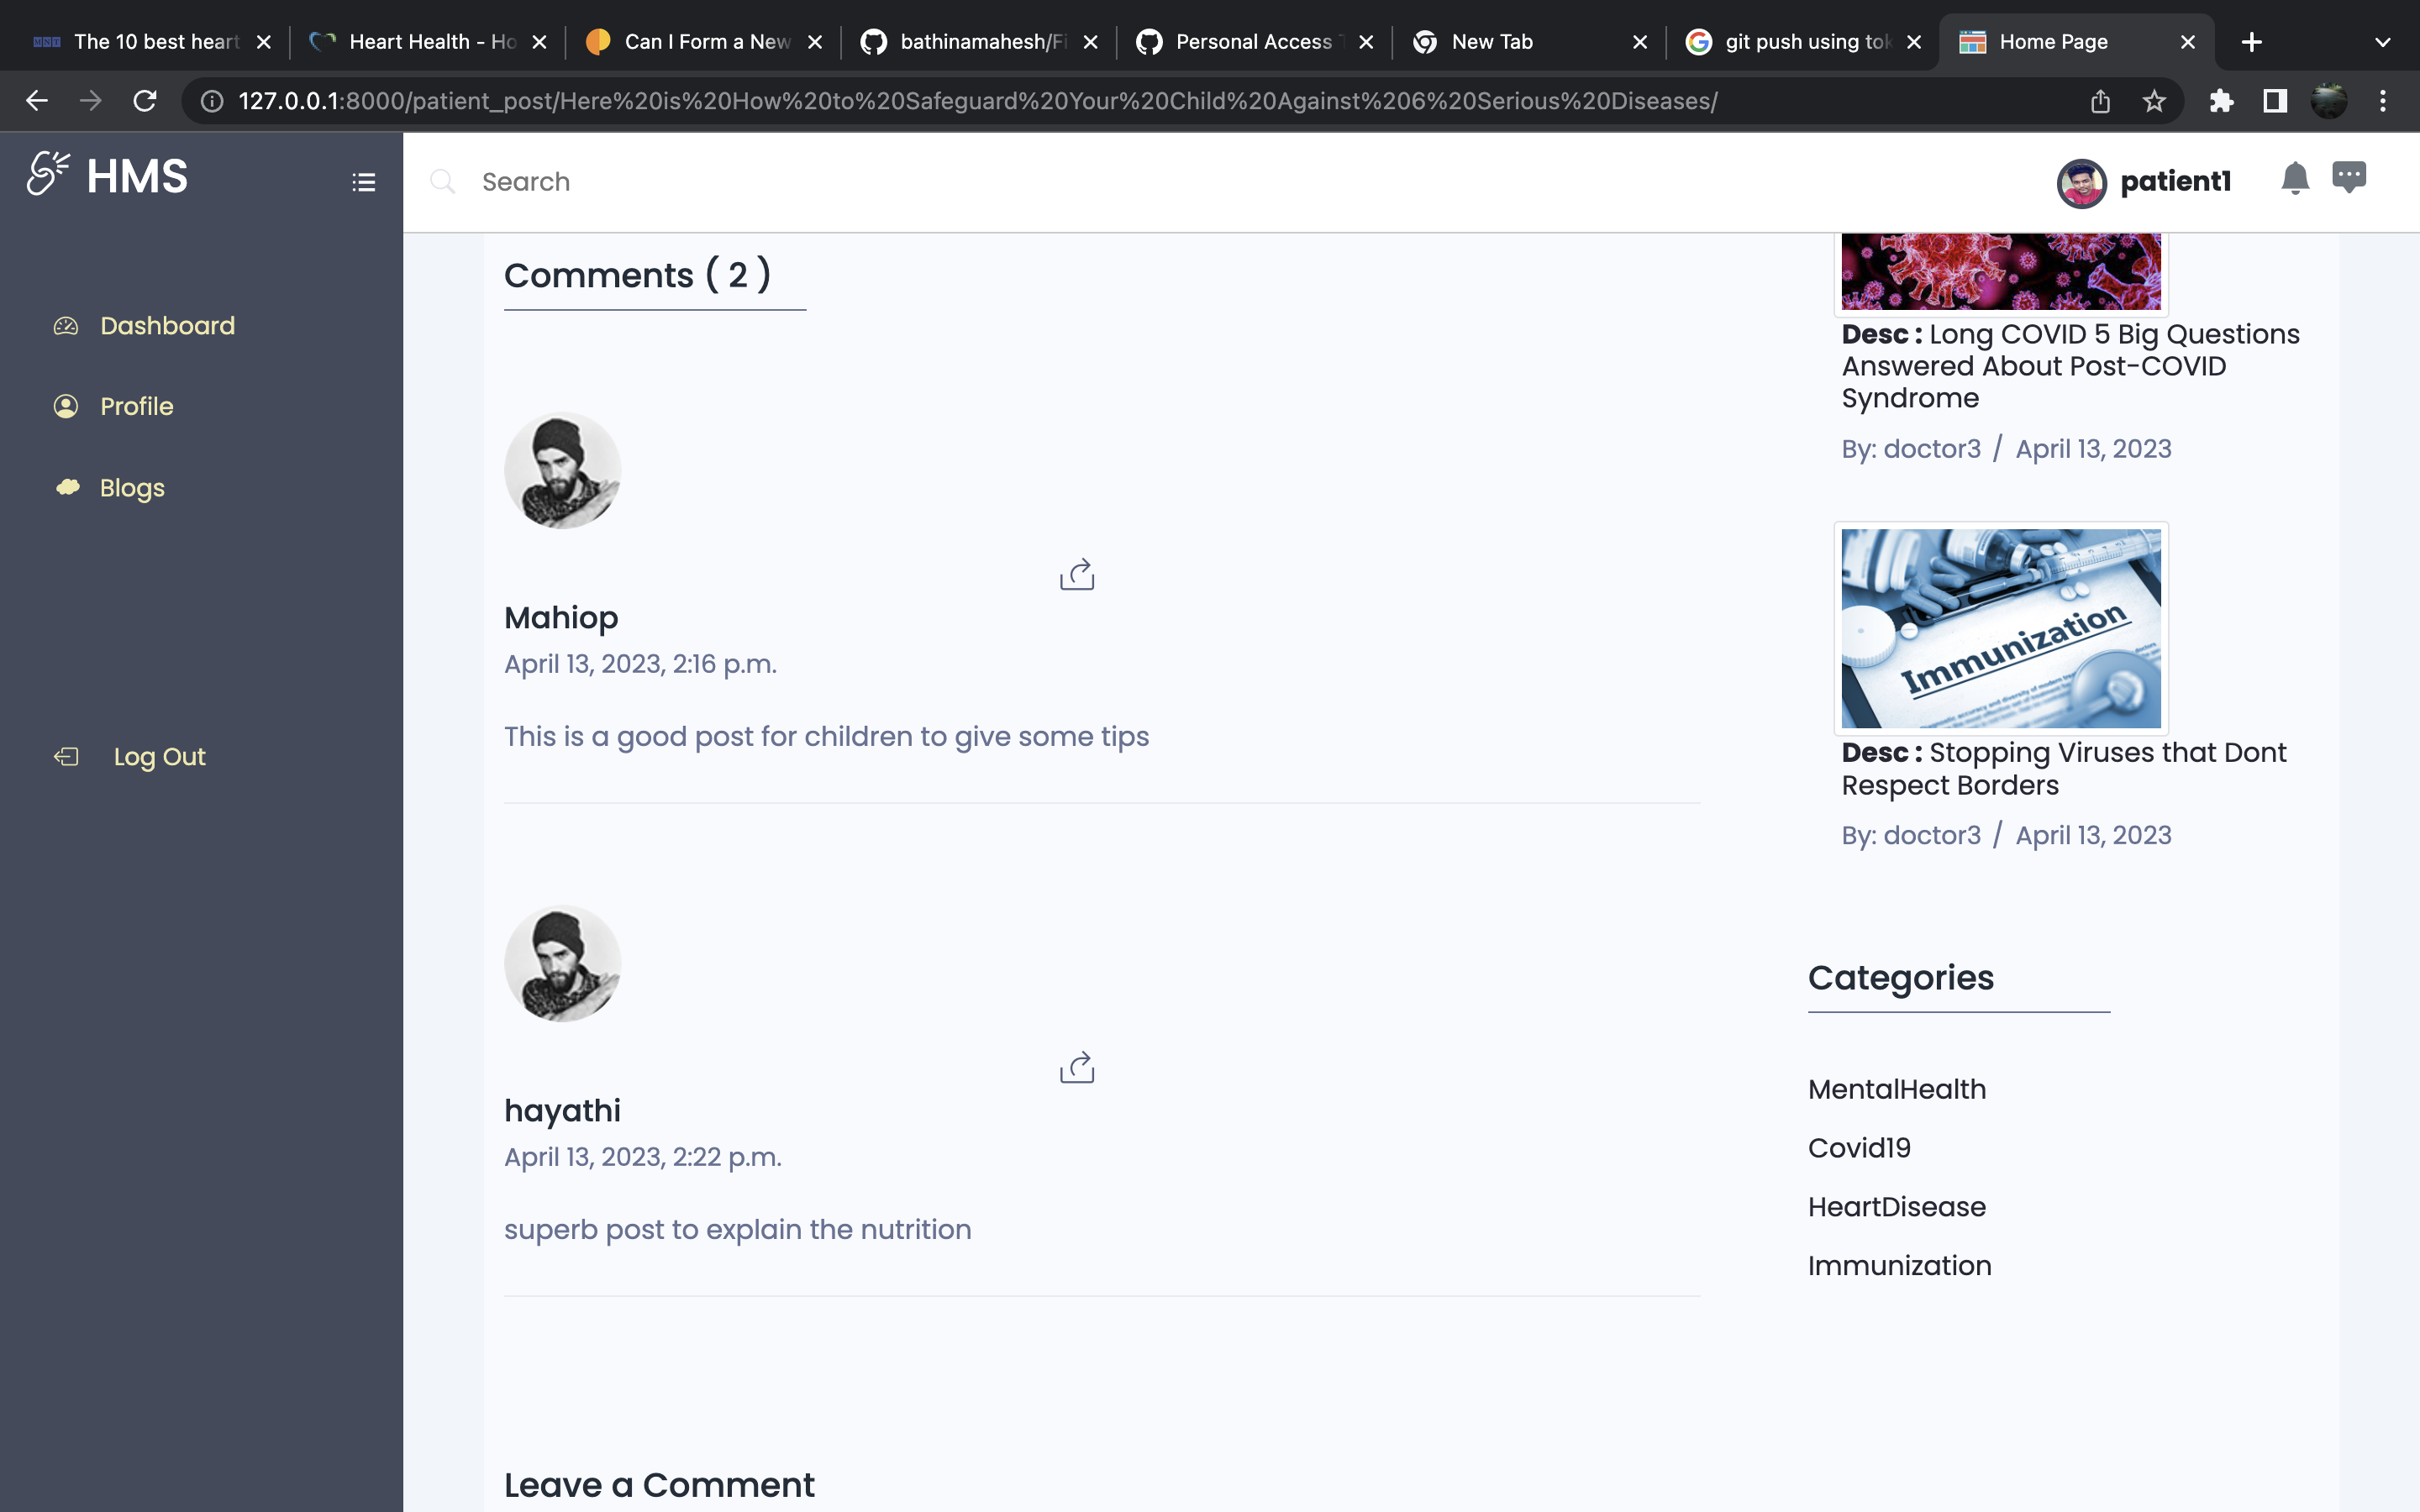 The 10 best heart
Heart Health - Ho
Can I Form a New
bathinamahesh/Fi
Personal Access T
New Tab
git push using tok
Home Page
127.0.0.1:8000/patient_post/Here%20is%20How%20to%20Safeguard%20Your%20Child%20Against%206%20Serious%20Diseases/
HMS
Search
patient1
Dashboard
Profile
Blogs
Log Out
Comments ( 2 )
Mahiop
April 13, 2023, 2:16 p.m.
This is a good post for children to give some tips
hayathi
April 13, 2023, 2:22 p.m.
superb post to explain the nutrition
Leave a Comment
Desc : Long COVID 5 Big Questions
Answered About Post-COVID
Syndrome
By: doctor3 / April 13, 2023
Immunization
Desc : Stopping Viruses that Dont
Respect Borders
By: doctor3 / April 13, 2023
Categories
MentalHealth
Covid19
HeartDisease
Immunization